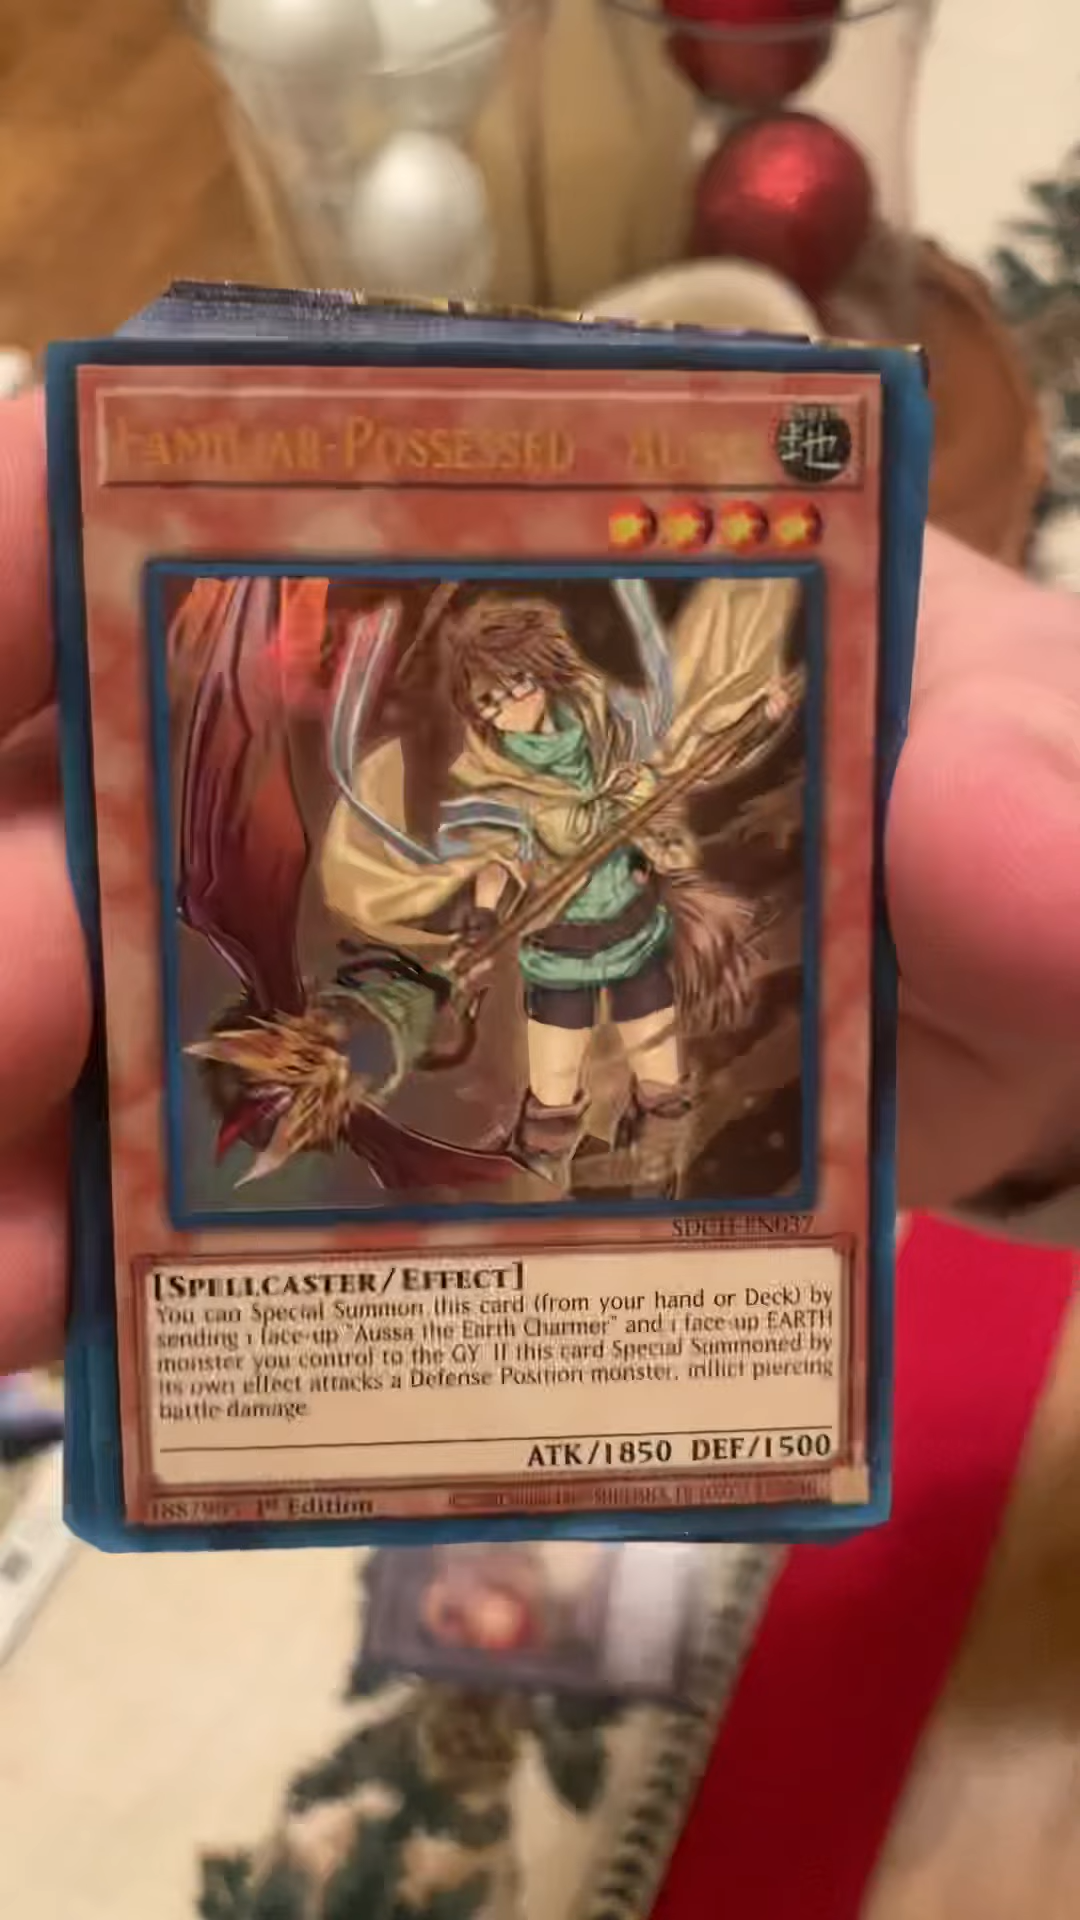 Familiar-Possessed - Aussa
地
SDCH-EN037
[Spellcaster/Effect]
You can Special Summon this card (from your hand or Deck) by
sending 1 face-up "Aussa the Earth Charmer" and 1 face-up EARTH
monster you control to the GY. If this card Special Summoned by
its own effect attacks a Defense Position monster, inflict piercing
battle damage.
ATK/1850 DEF/1500
1st Edition